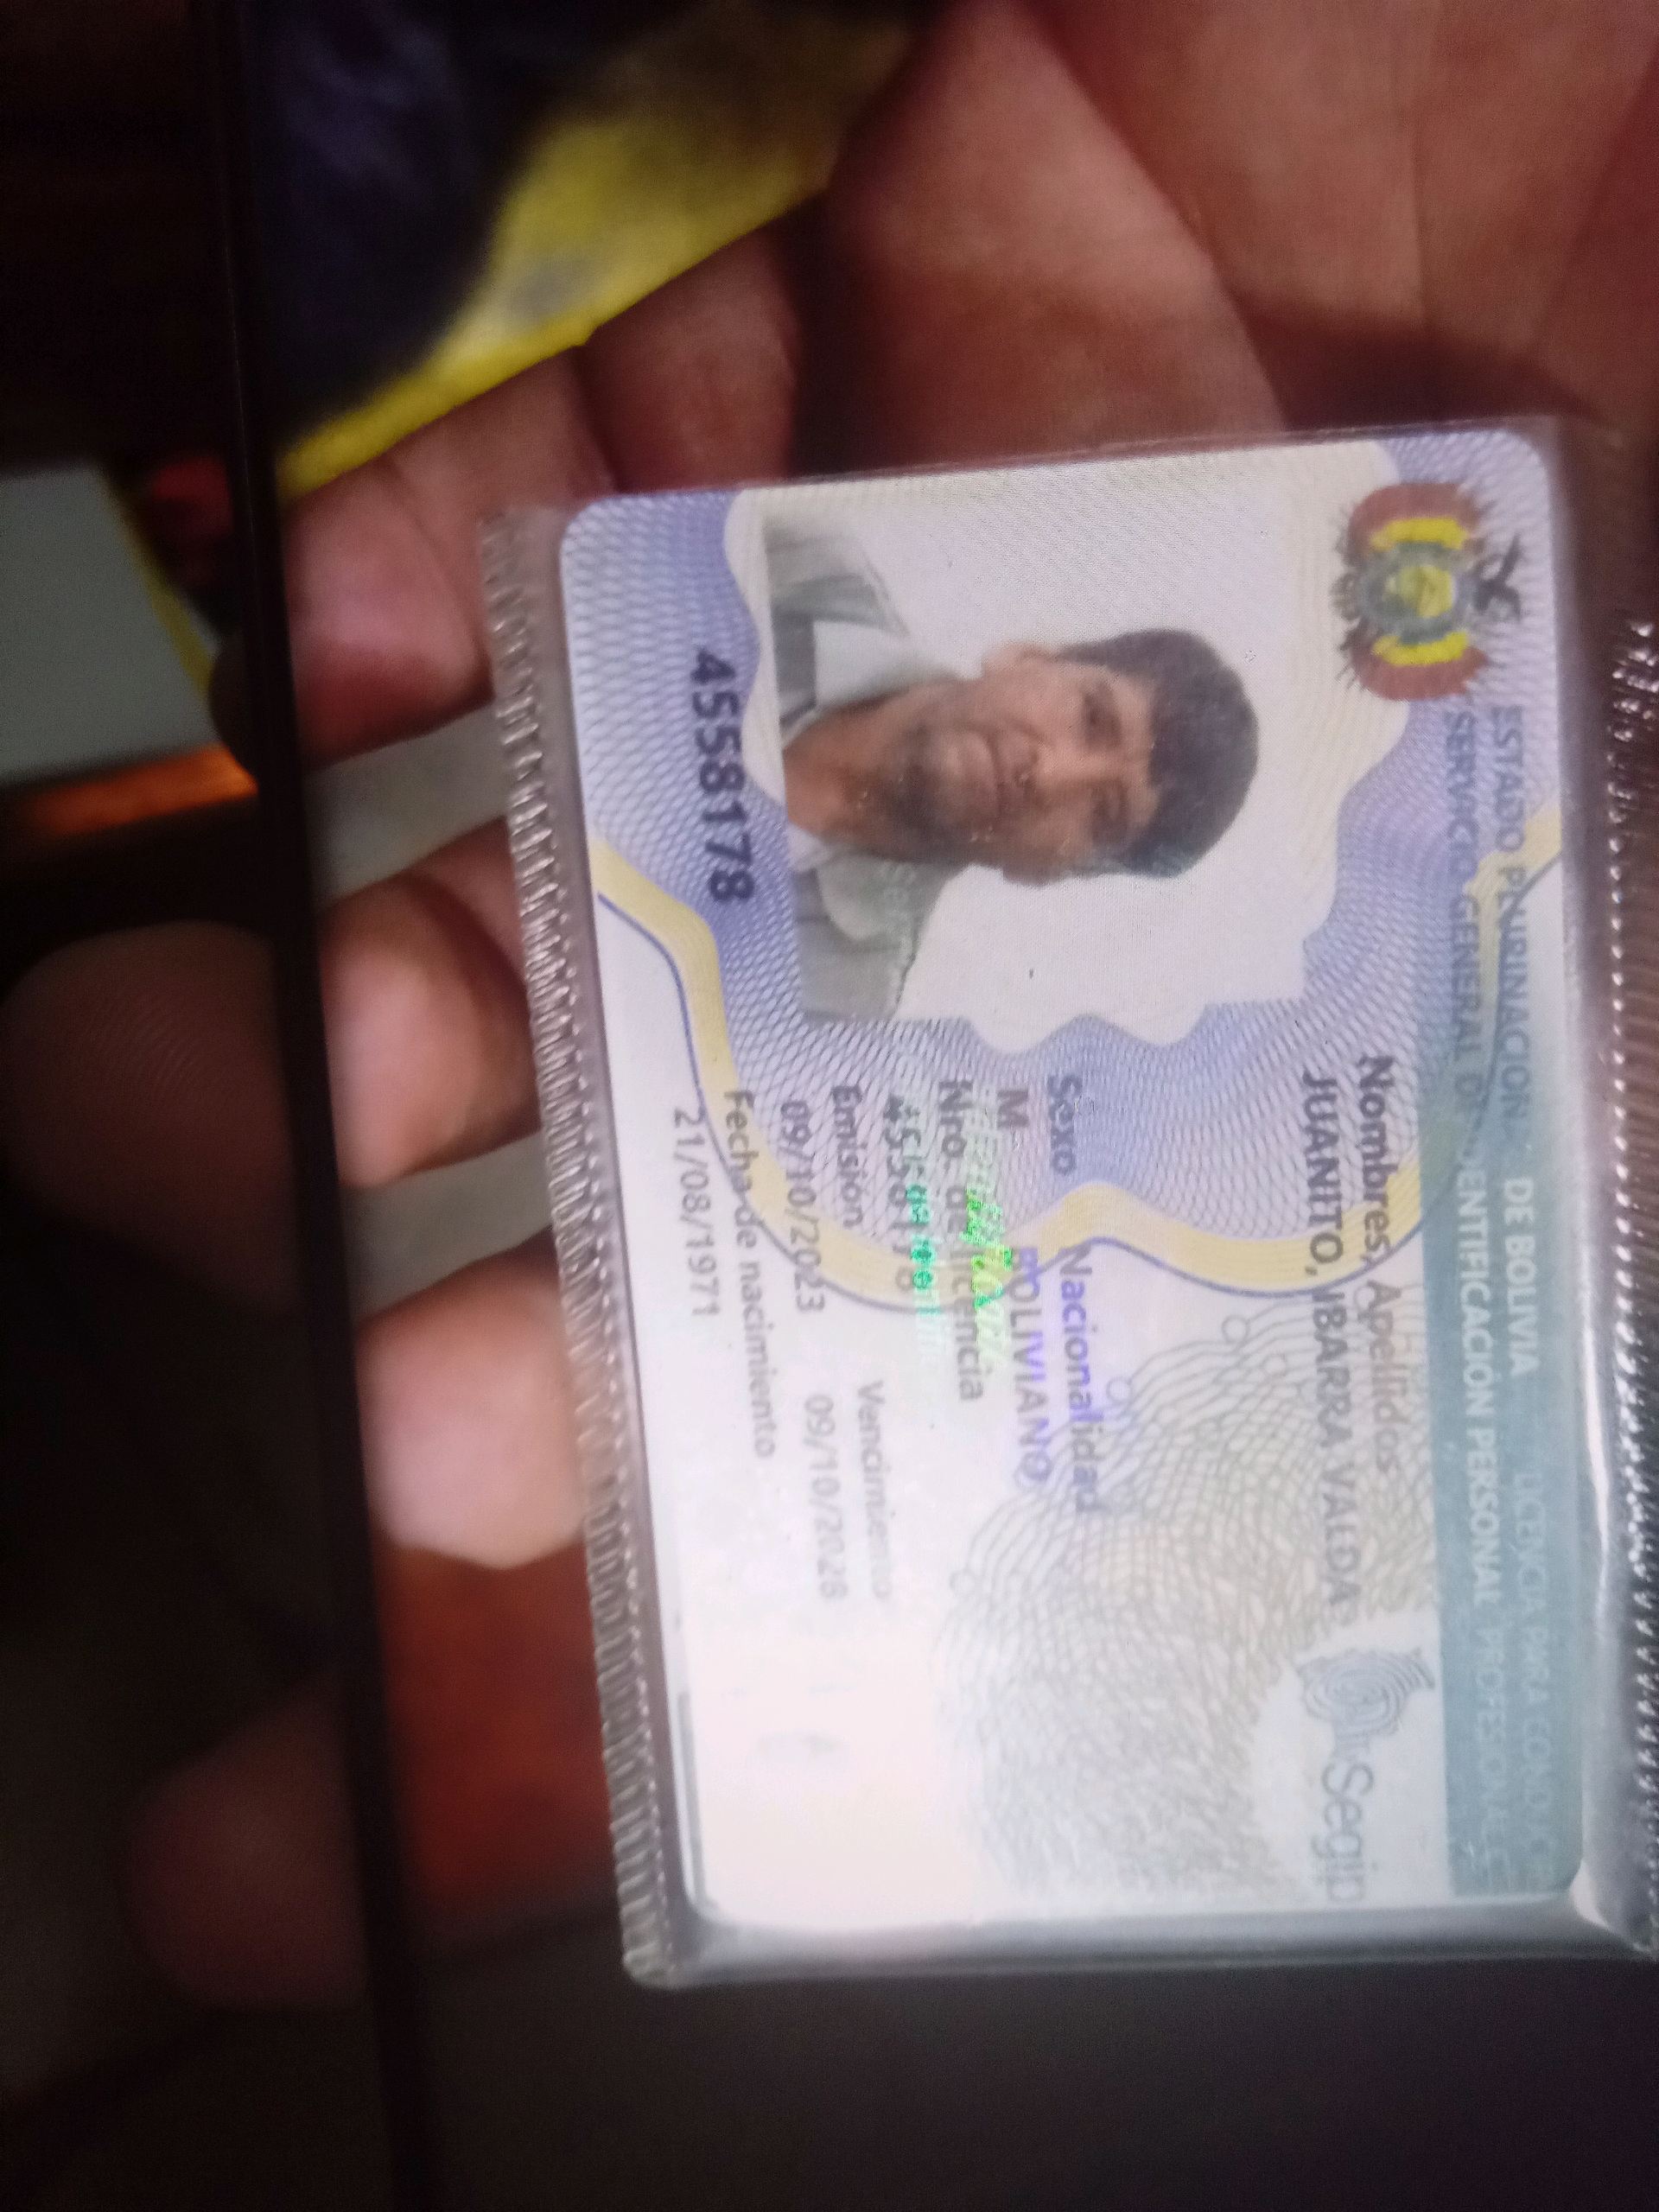 ESTADO PLURINACIONAL DE BOLIVIA LICENCIA PARA CONDUCIR
SERVICIO GENERAL DE IDENTIFICACIÓN PERSONAL PROFESIONAL
Segip
Nombres, Apellidos
JUANITO, IBARRA VALDA
Sexo Nacionalidad
M BOLIVIANO
Nro. de licencia
4558178
Emisión Vencimiento
09/10/2023 09/10/2028
Fecha de nacimiento
21/08/1971
4558178